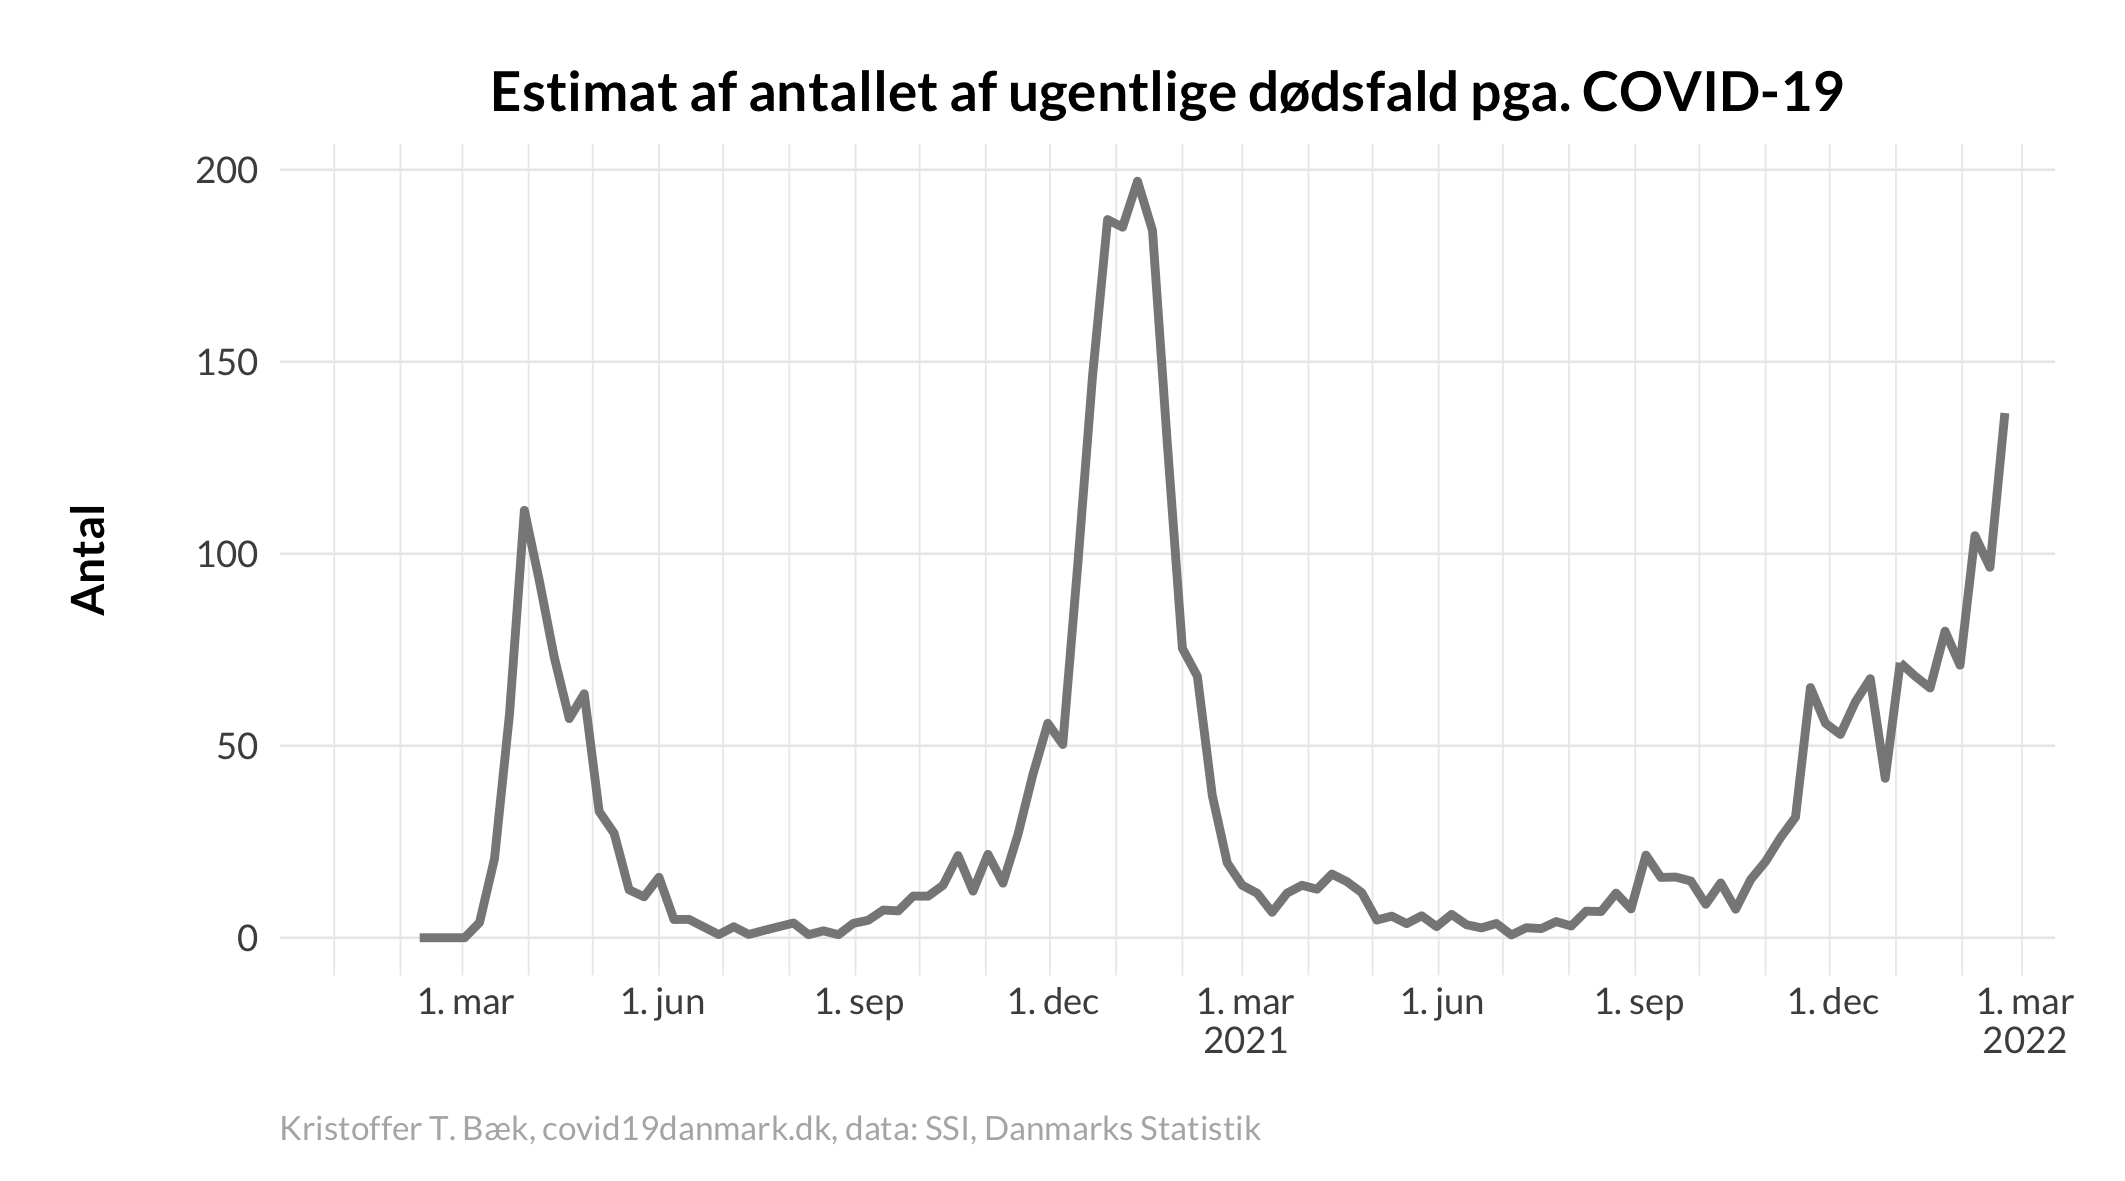 Estimat af antallet af ugentlige dødsfald pga. COVID-19
200
150
100
50
0
Antal
1. mar
1. jun
1. sep
1. dec
1. mar
2021
1. jun
1. sep
1. dec
1. mar
2022
Kristoffer T. Bæk, covid19danmark.dk, data: SSI, Danmarks Statistik